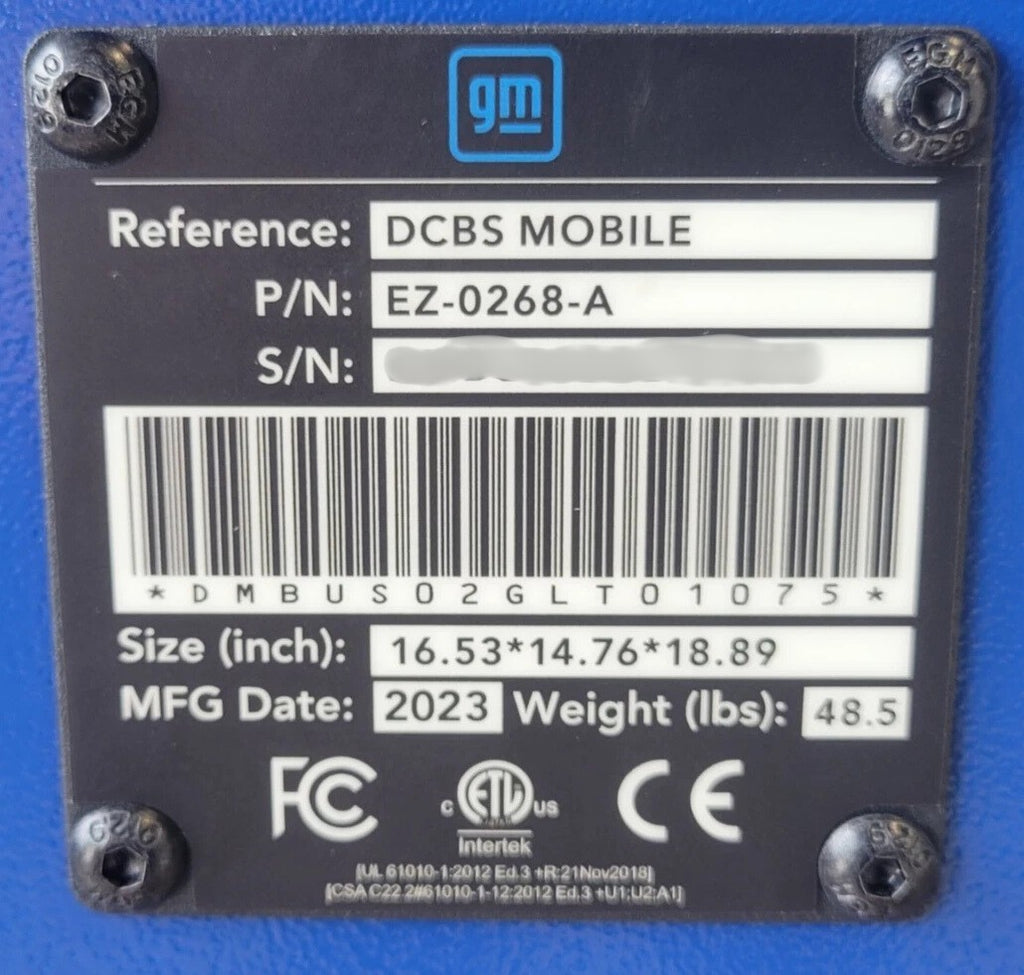 gm
Reference: DCBS MOBILE
P/N: EZ-0268-A
S/N:
*DMBUS02GLT01075*
Size (inch): 16.53*14.76*18.89
MFG Date: 2023 Weight (lbs): 48.5
FC CE
c ETL us
Intertek
[UL 61010-1:2012 Ed.3 +R:21Nov2018]
[CSA C22.2#61010-1-12:2012 Ed.3 +U1;U2;A1]